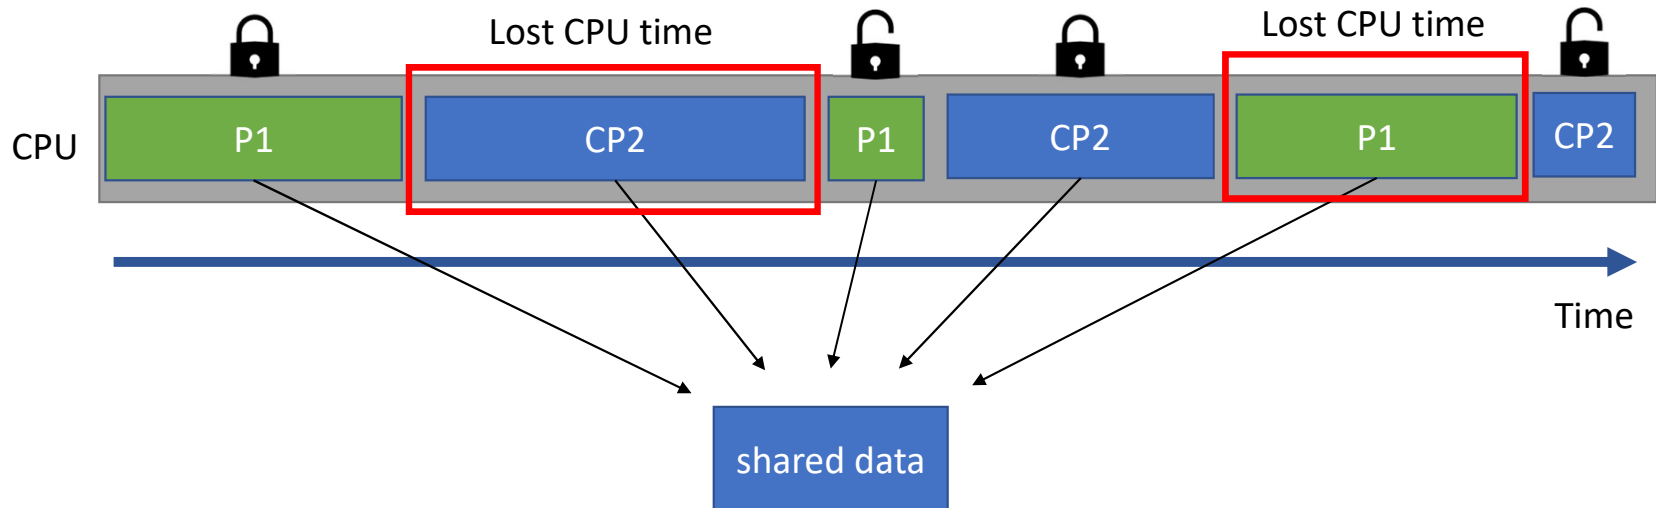 Lost CPU time
Lost CPU time
CPU
P1
CP2
P1
CP2
P1
CP2
Time
shared data